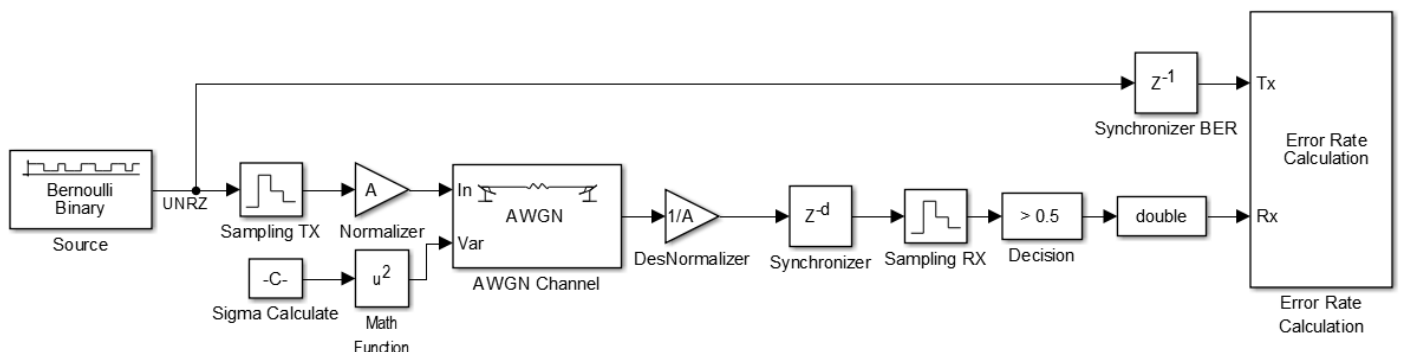 Z-1
Tx
Synchronizer BER
Error Rate
Calculation
Bernoulli
Binary
UNRZ
Source
Sampling TX
A
Normalizer
In
AWGN
Var
AWGN Channel
1/A
DesNormalizer
Z-d
Synchronizer
Sampling RX
> 0.5
Decision
double
Rx
-C-
Sigma Calculate
u2
Math
Function
Error Rate
Calculation